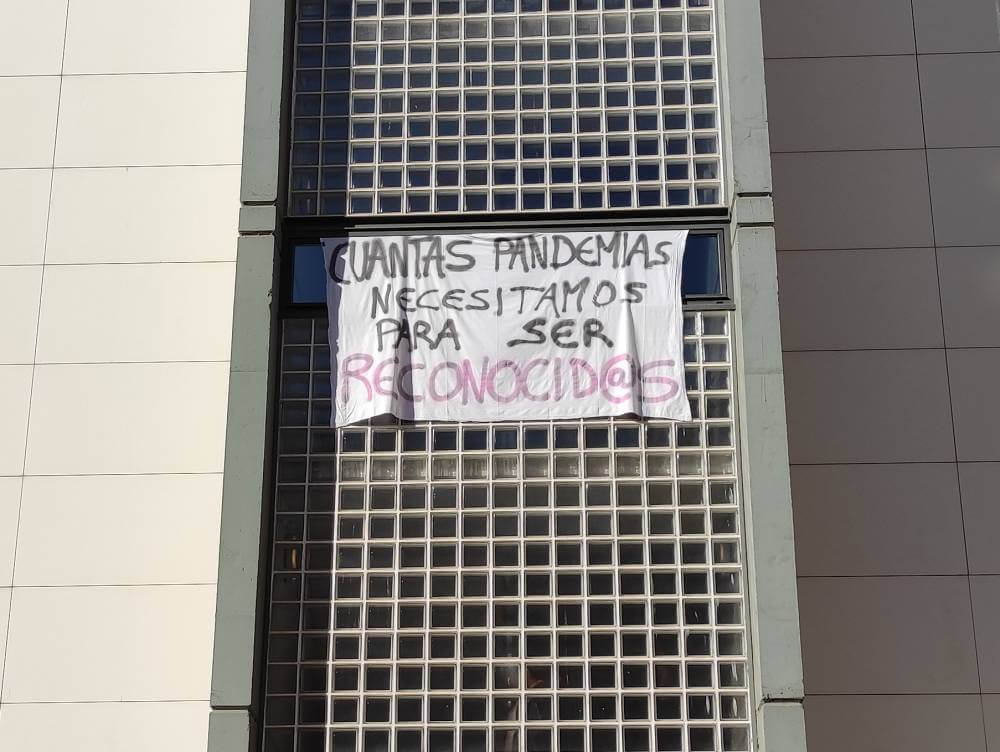 CUANTAS PANDEMIAS
NECESITAMOS
PARA SER
RECONOCID@S